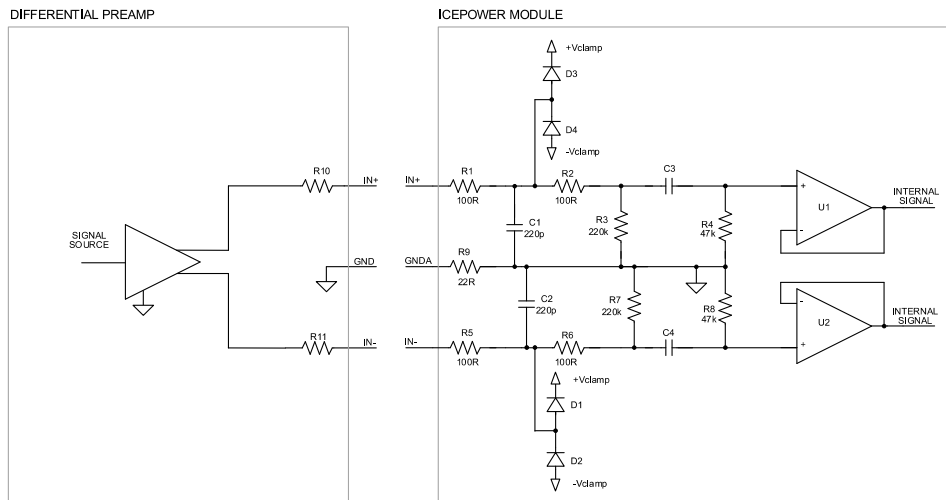 DIFFERENTIAL PREAMP
ICEPOWER MODULE
+Vclamp
D3
D4
-Vclamp
R10
IN+
IN+
R1
100R
R2
100R
C3
SIGNAL
SOURCE
C1
220p
R3
220k
R4
47k
+
-
U1
INTERNAL
SIGNAL
GND
GNDA
R9
22R
C2
220p
R7
220k
R8
47k
-
+
U2
INTERNAL
SIGNAL
R11
IN-
IN-
R5
100R
R6
100R
C4
+Vclamp
D1
D2
-Vclamp